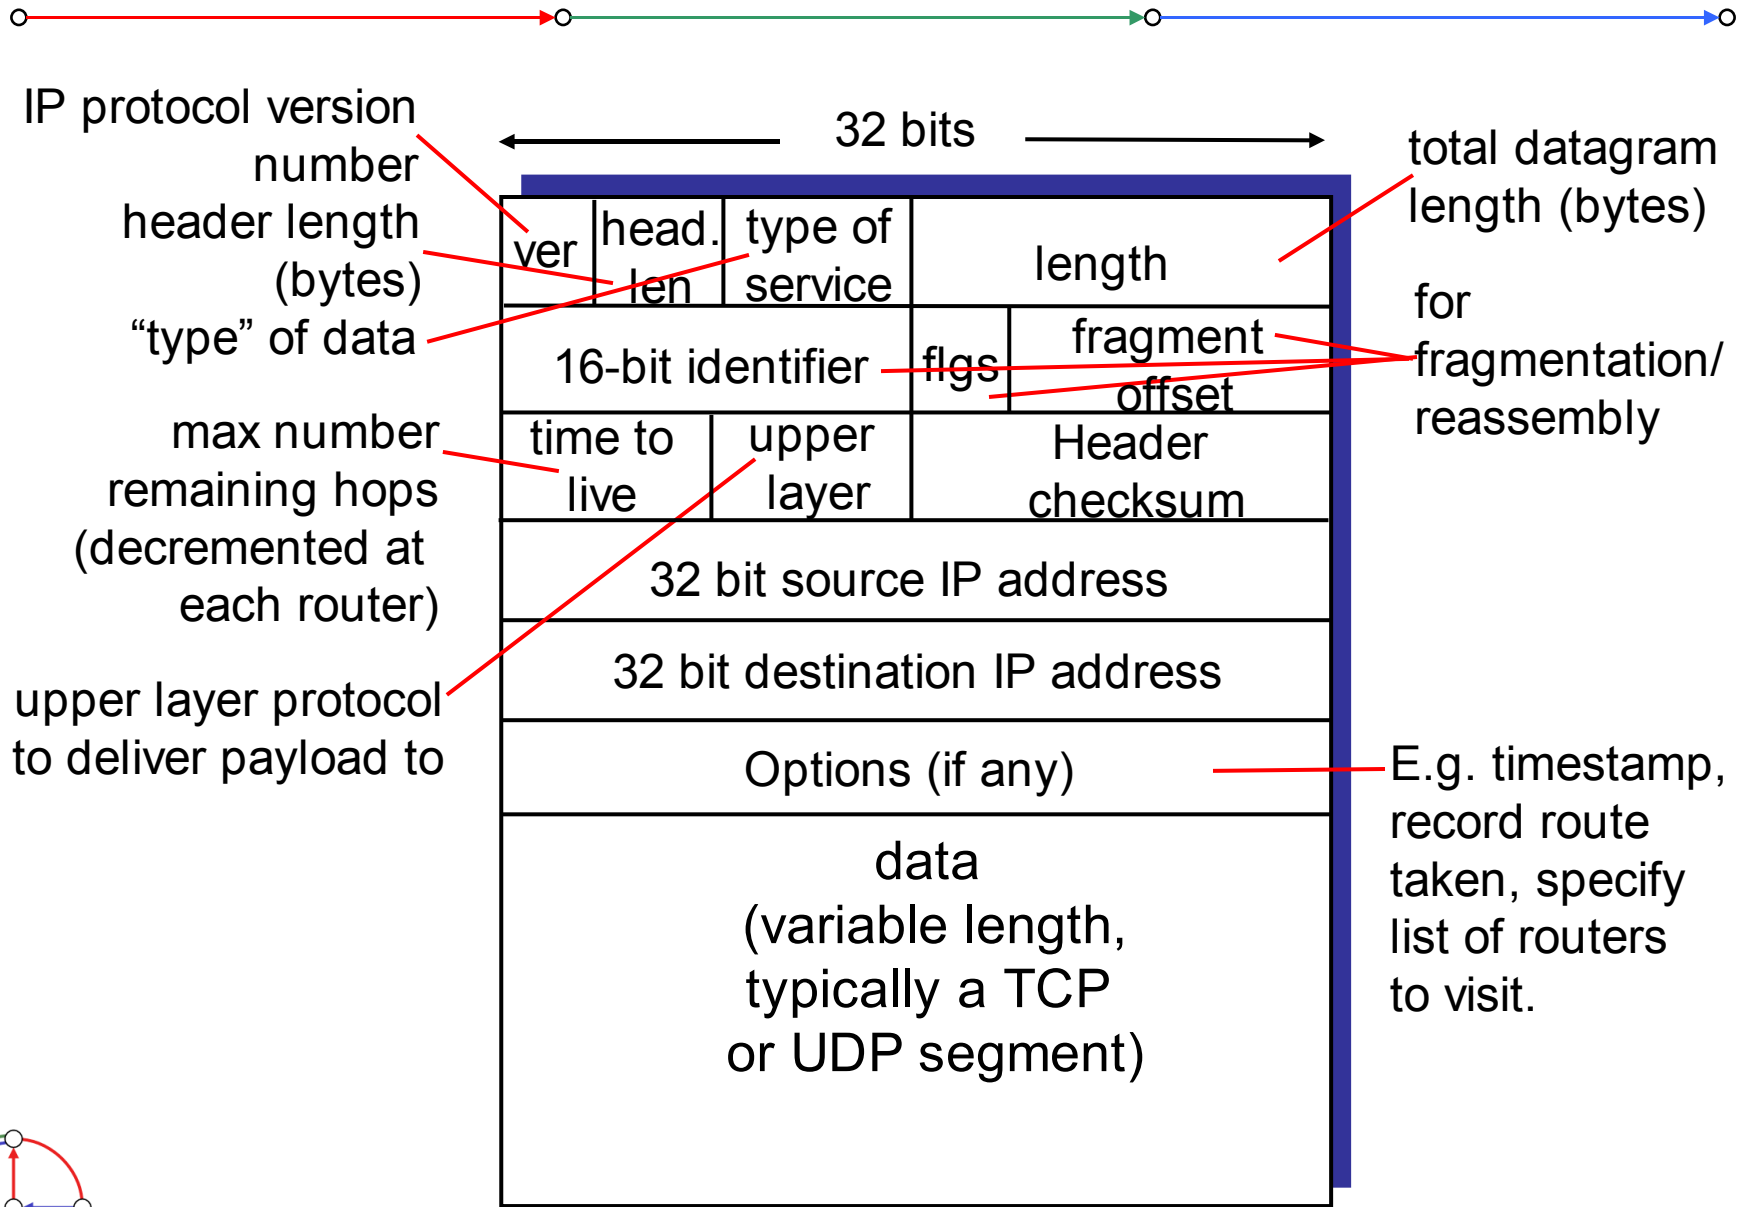 IP protocol version
number
header length
(bytes)
“type” of data
max number
remaining hops
(decremented at
each router)
upper layer protocol
to deliver payload to
32 bits
ver
head.
len
type of
service
length
16-bit identifier
flgs
fragment
offset
time to
live
upper
layer
Header
checksum
32 bit source IP address
32 bit destination IP address
Options (if any)
data
(variable length,
typically a TCP
or UDP segment)
total datagram
length (bytes)
for
fragmentation/
reassembly
E.g. timestamp,
record route
taken, specify
list of routers
to visit.